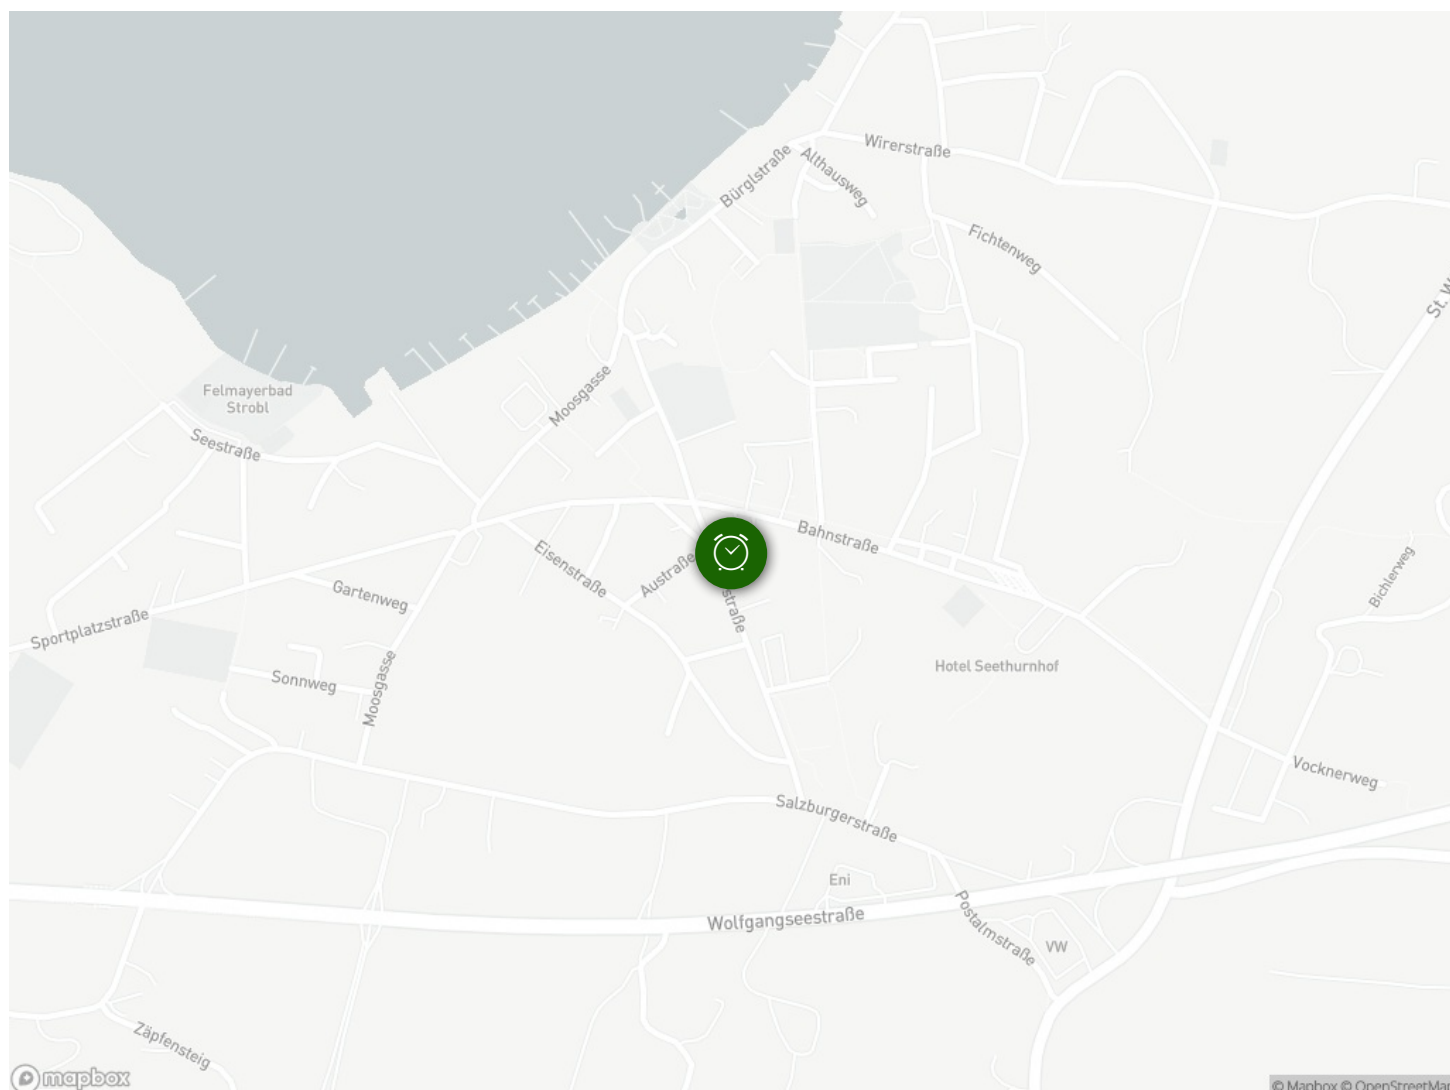 Wirerstraße
Althausweg
Bürglstraße
Fichtenweg
St. W
Felmayerbad
Strobl
Moosgasse
Seestraße
Bahnstraße
Eisenstraße
Austraße
straße
Bichlerweg
Gartenweg
Sportplatzstraße
Hotel Seethurnhof
Sonnweg
Moosgasse
Vocknerweg
Salzburgerstraße
Eni
Wolfgangseestraße
Postalmstraße
VW
Zäpfensteig
mapbox
© Mapbox © OpenStreetMap